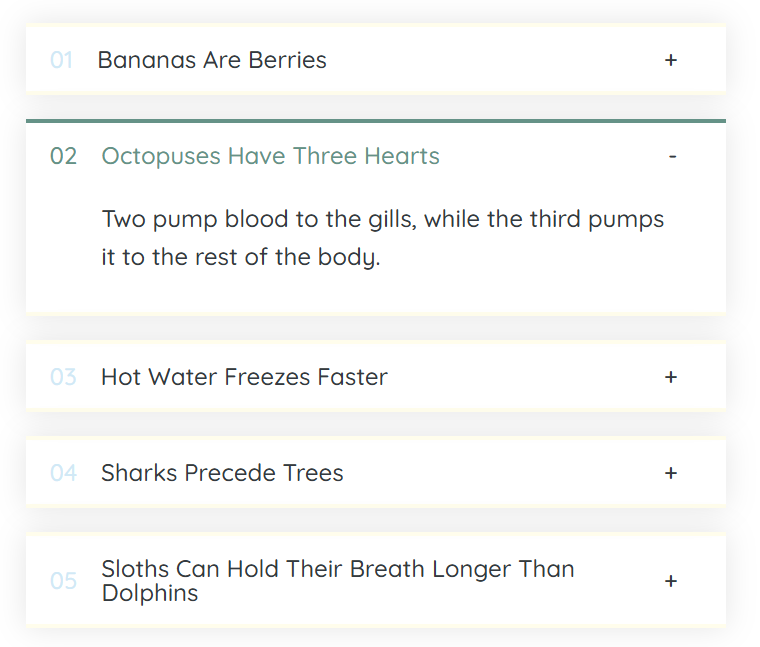 01 Bananas Are Berries +
02 Octopuses Have Three Hearts -
Two pump blood to the gills, while the third pumps
it to the rest of the body.
03 Hot Water Freezes Faster +
04 Sharks Precede Trees +
05 Sloths Can Hold Their Breath Longer Than
Dolphins +